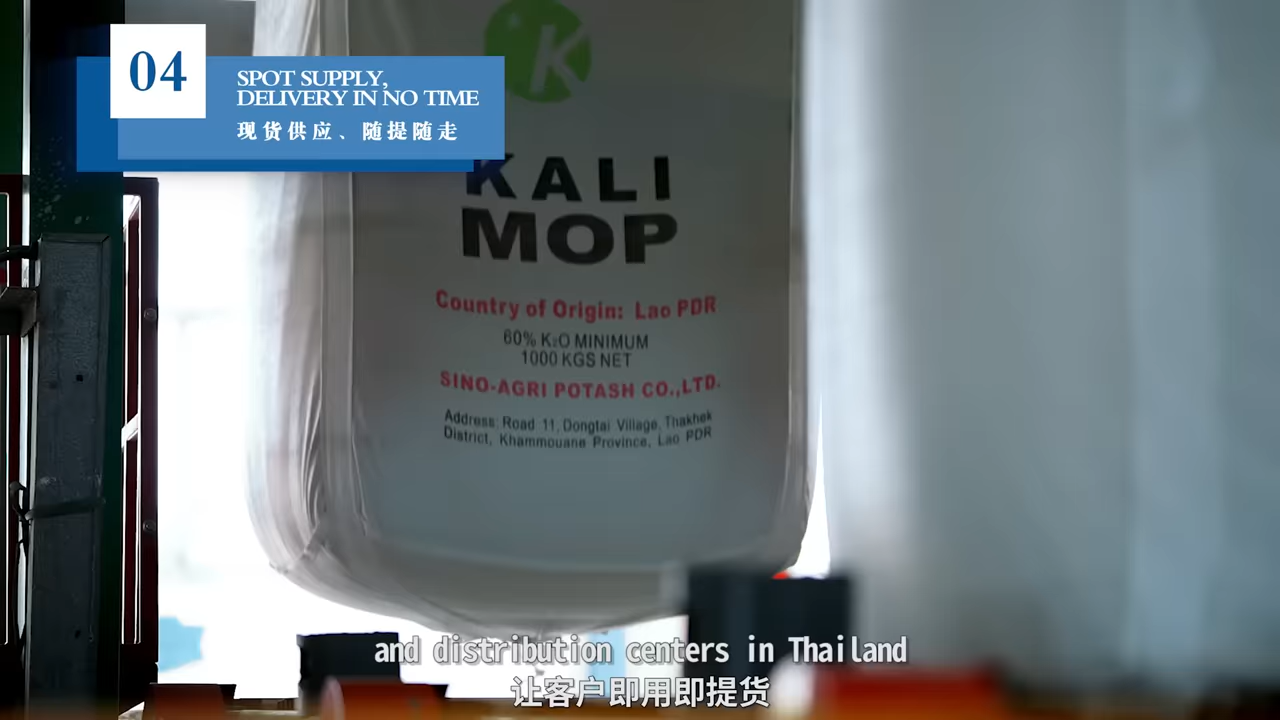 04
SPOT SUPPLY,
DELIVERY IN NO TIME
现货供应、随提随走
K
KALI
MOP
Country of Origin: Lao PDR
60% K₂O MINIMUM
1000 KGS NET
SINO-AGRI POTASH CO.,LTD.
Address: Road 11, Dongtai Village, Thakhek
District, Khammouane Province, Lao PDR
and distribution centers in Thailand
让客户即用即提货